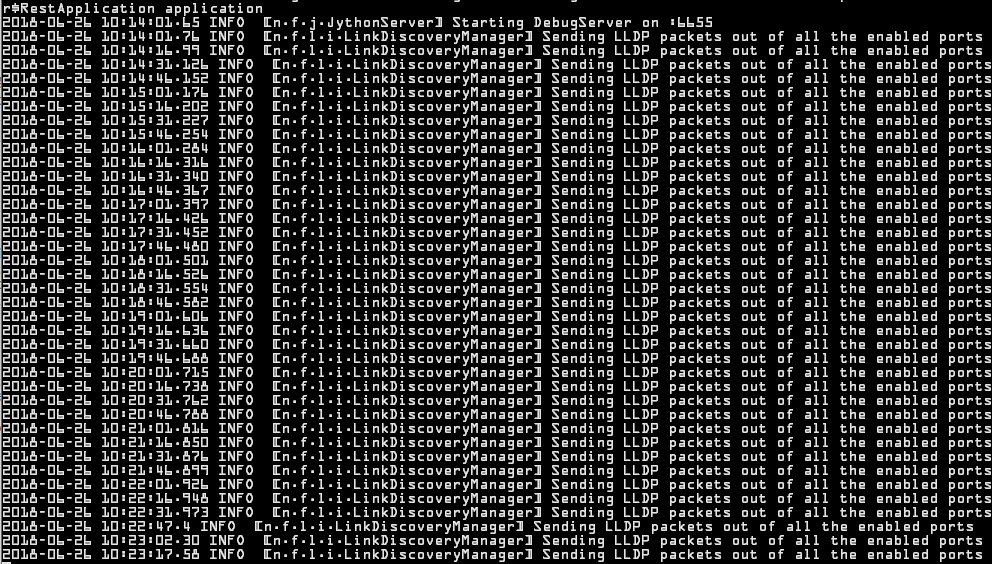 r$RestApplication application
2018-06-26 10:14:01.65 INFO  [n.f.j.JythonServer] Starting DebugServer on :6655
2018-06-26 10:14:01.76 INFO  [n.f.l.i.LinkDiscoveryManager] Sending LLDP packets out of all the enabled ports
2018-06-26 10:14:16.99 INFO  [n.f.l.i.LinkDiscoveryManager] Sending LLDP packets out of all the enabled ports
2018-06-26 10:14:31.126 INFO  [n.f.l.i.LinkDiscoveryManager] Sending LLDP packets out of all the enabled ports
2018-06-26 10:14:46.152 INFO  [n.f.l.i.LinkDiscoveryManager] Sending LLDP packets out of all the enabled ports
2018-06-26 10:15:01.176 INFO  [n.f.l.i.LinkDiscoveryManager] Sending LLDP packets out of all the enabled ports
2018-06-26 10:15:16.202 INFO  [n.f.l.i.LinkDiscoveryManager] Sending LLDP packets out of all the enabled ports
2018-06-26 10:15:31.227 INFO  [n.f.l.i.LinkDiscoveryManager] Sending LLDP packets out of all the enabled ports
2018-06-26 10:15:46.254 INFO  [n.f.l.i.LinkDiscoveryManager] Sending LLDP packets out of all the enabled ports
2018-06-26 10:16:01.284 INFO  [n.f.l.i.LinkDiscoveryManager] Sending LLDP packets out of all the enabled ports
2018-06-26 10:16:16.316 INFO  [n.f.l.i.LinkDiscoveryManager] Sending LLDP packets out of all the enabled ports
2018-06-26 10:16:31.340 INFO  [n.f.l.i.LinkDiscoveryManager] Sending LLDP packets out of all the enabled ports
2018-06-26 10:16:46.367 INFO  [n.f.l.i.LinkDiscoveryManager] Sending LLDP packets out of all the enabled ports
2018-06-26 10:17:01.397 INFO  [n.f.l.i.LinkDiscoveryManager] Sending LLDP packets out of all the enabled ports
2018-06-26 10:17:16.426 INFO  [n.f.l.i.LinkDiscoveryManager] Sending LLDP packets out of all the enabled ports
2018-06-26 10:17:31.452 INFO  [n.f.l.i.LinkDiscoveryManager] Sending LLDP packets out of all the enabled ports
2018-06-26 10:17:46.480 INFO  [n.f.l.i.LinkDiscoveryManager] Sending LLDP packets out of all the enabled ports
2018-06-26 10:18:01.501 INFO  [n.f.l.i.LinkDiscoveryManager] Sending LLDP packets out of all the enabled ports
2018-06-26 10:18:16.526 INFO  [n.f.l.i.LinkDiscoveryManager] Sending LLDP packets out of all the enabled ports
2018-06-26 10:18:31.554 INFO  [n.f.l.i.LinkDiscoveryManager] Sending LLDP packets out of all the enabled ports
2018-06-26 10:18:46.582 INFO  [n.f.l.i.LinkDiscoveryManager] Sending LLDP packets out of all the enabled ports
2018-06-26 10:19:01.606 INFO  [n.f.l.i.LinkDiscoveryManager] Sending LLDP packets out of all the enabled ports
2018-06-26 10:19:16.636 INFO  [n.f.l.i.LinkDiscoveryManager] Sending LLDP packets out of all the enabled ports
2018-06-26 10:19:31.660 INFO  [n.f.l.i.LinkDiscoveryManager] Sending LLDP packets out of all the enabled ports
2018-06-26 10:19:46.688 INFO  [n.f.l.i.LinkDiscoveryManager] Sending LLDP packets out of all the enabled ports
2018-06-26 10:20:01.715 INFO  [n.f.l.i.LinkDiscoveryManager] Sending LLDP packets out of all the enabled ports
2018-06-26 10:20:16.738 INFO  [n.f.l.i.LinkDiscoveryManager] Sending LLDP packets out of all the enabled ports
2018-06-26 10:20:31.762 INFO  [n.f.l.i.LinkDiscoveryManager] Sending LLDP packets out of all the enabled ports
2018-06-26 10:20:46.788 INFO  [n.f.l.i.LinkDiscoveryManager] Sending LLDP packets out of all the enabled ports
2018-06-26 10:21:01.816 INFO  [n.f.l.i.LinkDiscoveryManager] Sending LLDP packets out of all the enabled ports
2018-06-26 10:21:16.850 INFO  [n.f.l.i.LinkDiscoveryManager] Sending LLDP packets out of all the enabled ports
2018-06-26 10:21:31.876 INFO  [n.f.l.i.LinkDiscoveryManager] Sending LLDP packets out of all the enabled ports
2018-06-26 10:21:46.899 INFO  [n.f.l.i.LinkDiscoveryManager] Sending LLDP packets out of all the enabled ports
2018-06-26 10:22:01.926 INFO  [n.f.l.i.LinkDiscoveryManager] Sending LLDP packets out of all the enabled ports
2018-06-26 10:22:16.948 INFO  [n.f.l.i.LinkDiscoveryManager] Sending LLDP packets out of all the enabled ports
2018-06-26 10:22:31.973 INFO  [n.f.l.i.LinkDiscoveryManager] Sending LLDP packets out of all the enabled ports
2018-06-26 10:22:47.4 INFO  [n.f.l.i.LinkDiscoveryManager] Sending LLDP packets out of all the enabled ports
2018-06-26 10:23:02.30 INFO  [n.f.l.i.LinkDiscoveryManager] Sending LLDP packets out of all the enabled ports
2018-06-26 10:23:17.58 INFO  [n.f.l.i.LinkDiscoveryManager] Sending LLDP packets out of all the enabled ports